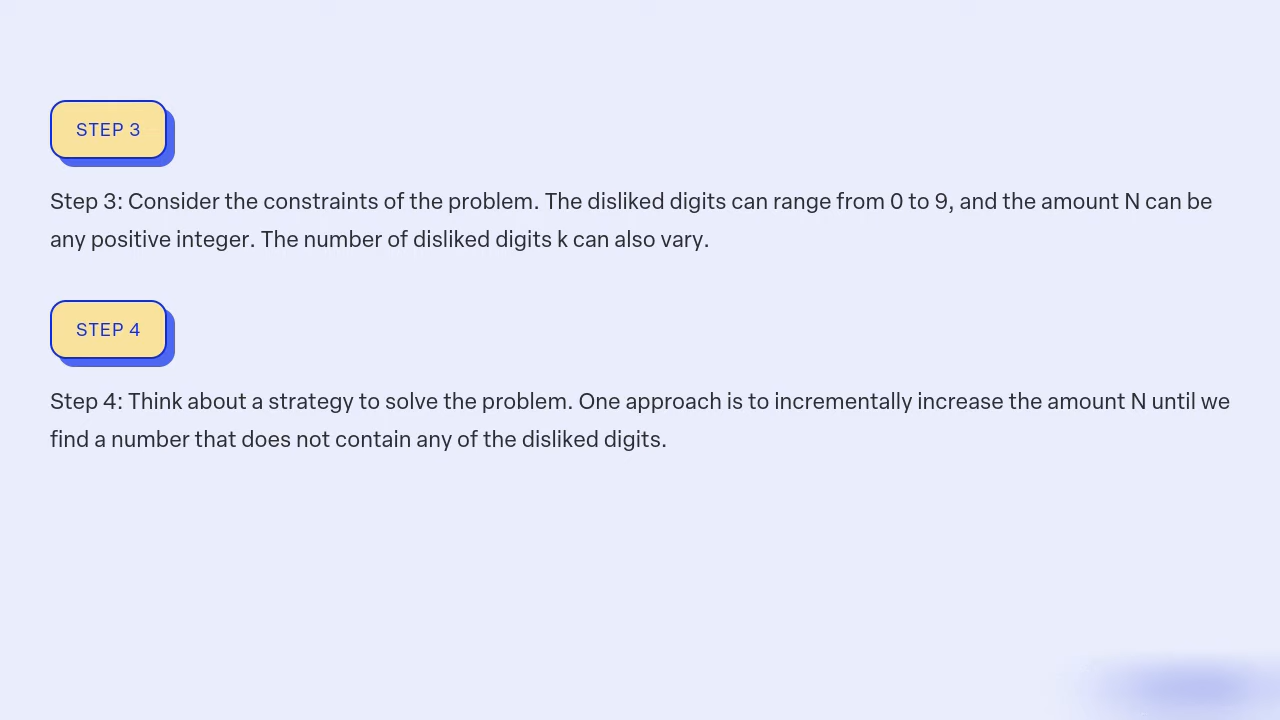 STEP 3
Step 3: Consider the constraints of the problem. The disliked digits can range from 0 to 9, and the amount N can be
any positive integer. The number of disliked digits k can also vary.
STEP 4
Step 4: Think about a strategy to solve the problem. One approach is to incrementally increase the amount N until we
find a number that does not contain any of the disliked digits.